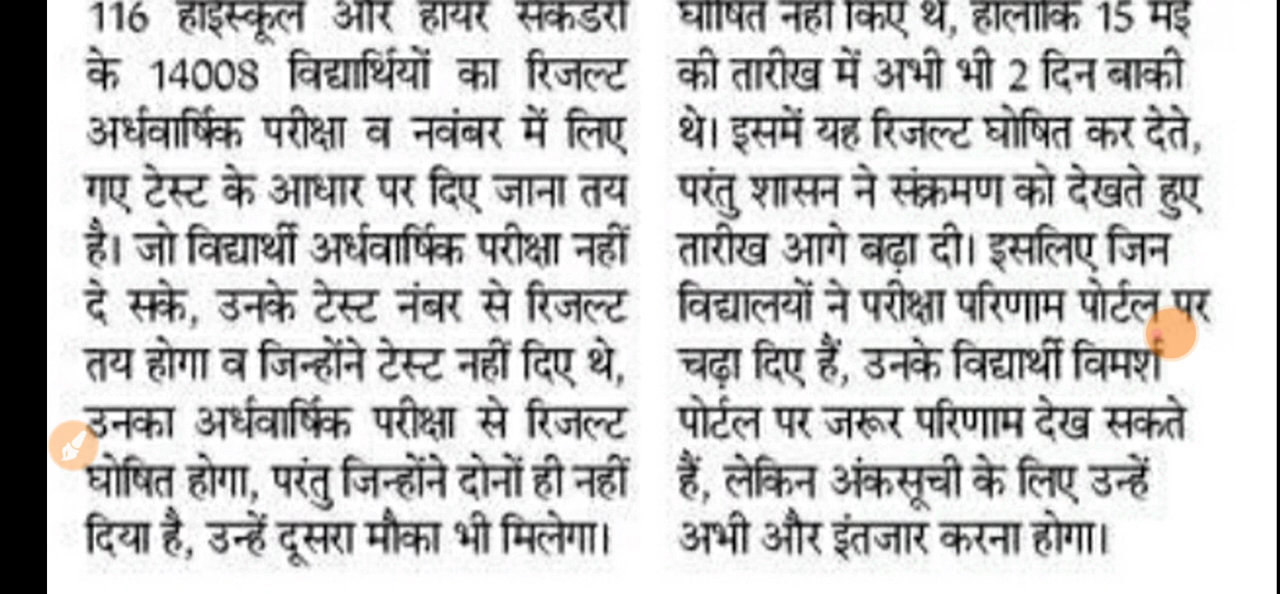 116 हाईस्कूल और हायर सेकंडरी
के 14008 विद्यार्थियों का रिजल्ट
अर्धवार्षिक परीक्षा व नवंबर में लिए
गए टेस्ट के आधार पर दिए जाना तय
है। जो विद्यार्थी अर्धवार्षिक परीक्षा नहीं
दे सके, उनके टेस्ट नंबर से रिजल्ट
तय होगा व जिन्होंने टेस्ट नहीं दिए थे,
उनका अर्धवार्षिक परीक्षा से रिजल्ट
घोषित होगा, परंतु जिन्होंने दोनों ही नहीं
दिया है, उन्हें दूसरा मौका भी मिलेगा।
घोषित नहीं किए थे, हालांकि 15 मई
की तारीख में अभी भी 2 दिन बाकी
थे। इसमें यह रिजल्ट घोषित कर देते,
परंतु शासन ने संक्रमण को देखते हुए
तारीख आगे बढ़ा दी। इसलिए जिन
विद्यालयों ने परीक्षा परिणाम पोर्टल पर
चढ़ा दिए हैं, उनके विद्यार्थी विमर्श
पोर्टल पर जरूर परिणाम देख सकते
हैं, लेकिन अंकसूची के लिए उन्हें
अभी और इंतजार करना होगा।